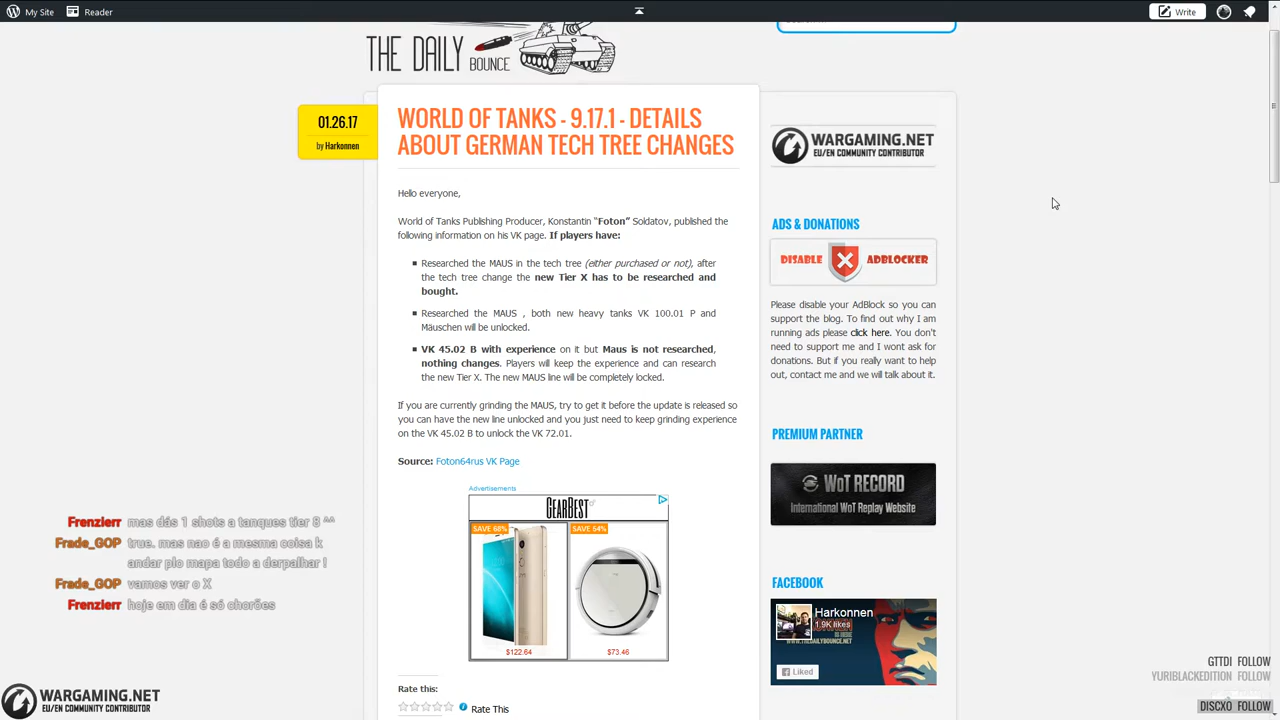 My Site
Reader
Write
THE DAILY
BOUNCE
01.26.17
by Harkonnen
WORLD OF TANKS - 9.17.1 - DETAILS
ABOUT GERMAN TECH TREE CHANGES
Hello everyone,
World of Tanks Publishing Producer, Konstantin “Foton” Soldatov, published the
following information on his VK page. If players have:
Researched the MAUS in the tech tree (either purchased or not), after
the tech tree change the new Tier X has to be researched and
bought.
Researched the MAUS , both new heavy tanks VK 100.01 P and
Mäuschen will be unlocked.
VK 45.02 B with experience on it but Maus is not researched,
nothing changes. Players will keep the experience and can research
the new Tier X. The new MAUS line will be completely locked.
If you are currently grinding the MAUS, try to get it before the update is released so
you can have the new line unlocked and you just need to keep grinding experience
on the VK 45.02 B to unlock the VK 72.01.
Source: Foton64rus VK Page
Advertisements
GEARBEST
SAVE 68%
SAVE 54%
$122.64
$73.46
Rate this:
Rate This
WARGAMING.NET
EU/EN COMMUNITY CONTRIBUTOR
ADS & DONATIONS
DISABLE ADBLOCKER
Please disable your AdBlock so you can
support the blog. To find out why I am
running ads please click here. You don't
need to support me and I wont ask for
donations. But if you really want to help
out, contact me and we will talk about it.
PREMIUM PARTNER
WOT RECORD
International WoT Replay Website
FACEBOOK
Harkonnen
1.9K likes
Liked
Frenzierr mas dás 1 shots a tanques tier 8 ^^
Frade_GOP true. mas nao é a mesma coisa k
andar plo mapa todo a derpalhar !
Frade_GOP vamos ver o X
Frenzierr hoje em dia é só chorões
WARGAMING.NET
EU/EN COMMUNITY CONTRIBUTOR
GTTDI FOLLOW
YURIBLACKEDITION FOLLOW
DISCXO FOLLOW